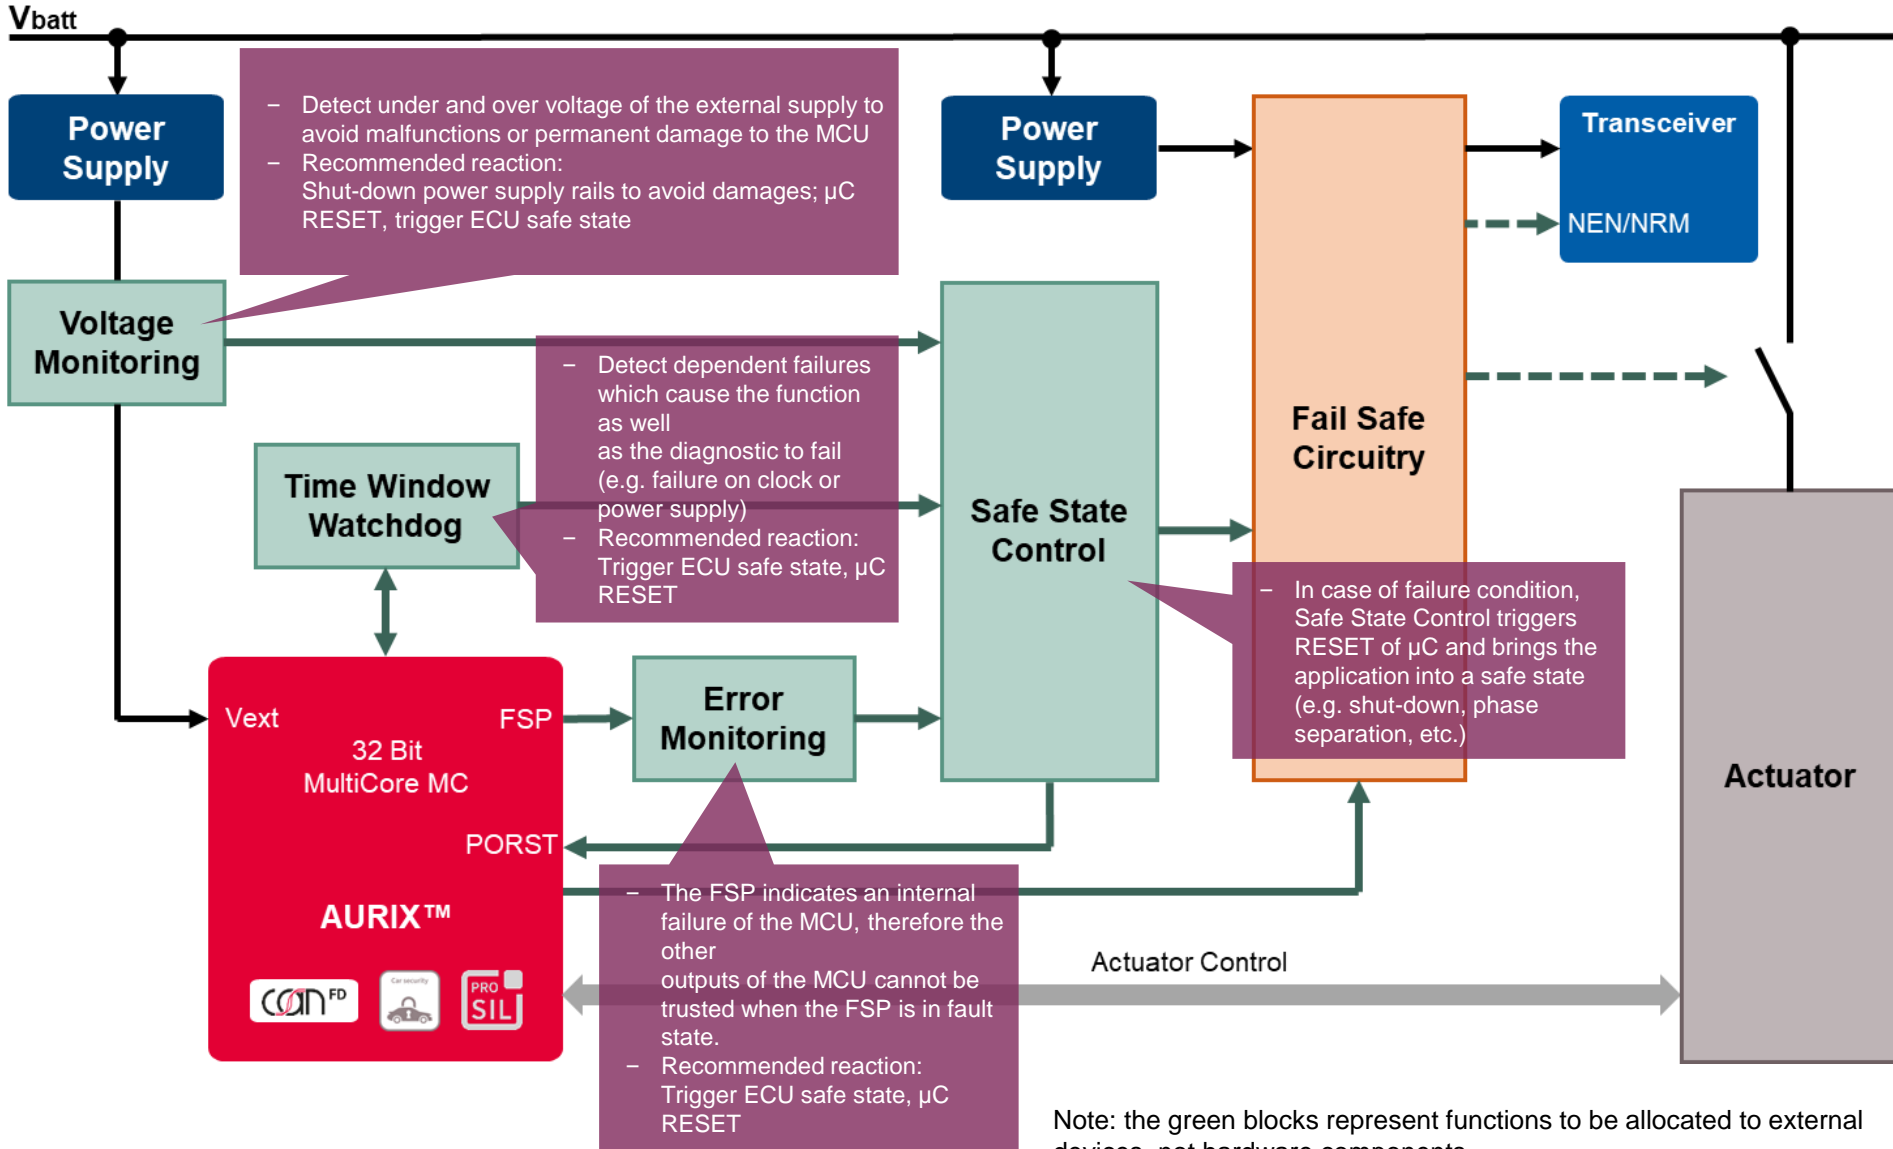 Vbatt
Power
Supply
– Detect under and over voltage of the external supply to
avoid malfunctions or permanent damage to the MCU
– Recommended reaction:
Shut-down power supply rails to avoid damages; µC
RESET, trigger ECU safe state
Power
Supply
Transceiver
NEN/NRM
Voltage
Monitoring
– Detect dependent failures
which cause the function
as well
as the diagnostic to fail
(e.g. failure on clock or
power supply)
– Recommended reaction:
Trigger ECU safe state, µC
RESET
Time Window
Watchdog
Safe State
Control
Fail Safe
Circuitry
– In case of failure condition,
Safe State Control triggers
RESET of µC and brings the
application into a safe state
(e.g. shut-down, phase
separation, etc.)
Vext
FSP
32 Bit
MultiCore MC
PORST
AURIX™
CAN FD
Car security
PRO
SIL
Error
Monitoring
– The FSP indicates an internal
failure of the MCU, therefore the
other
outputs of the MCU cannot be
trusted when the FSP is in fault
state.
– Recommended reaction:
Trigger ECU safe state, µC
RESET
Actuator Control
Actuator
Note: the green blocks represent functions to be allocated to external
devices, not hardware components